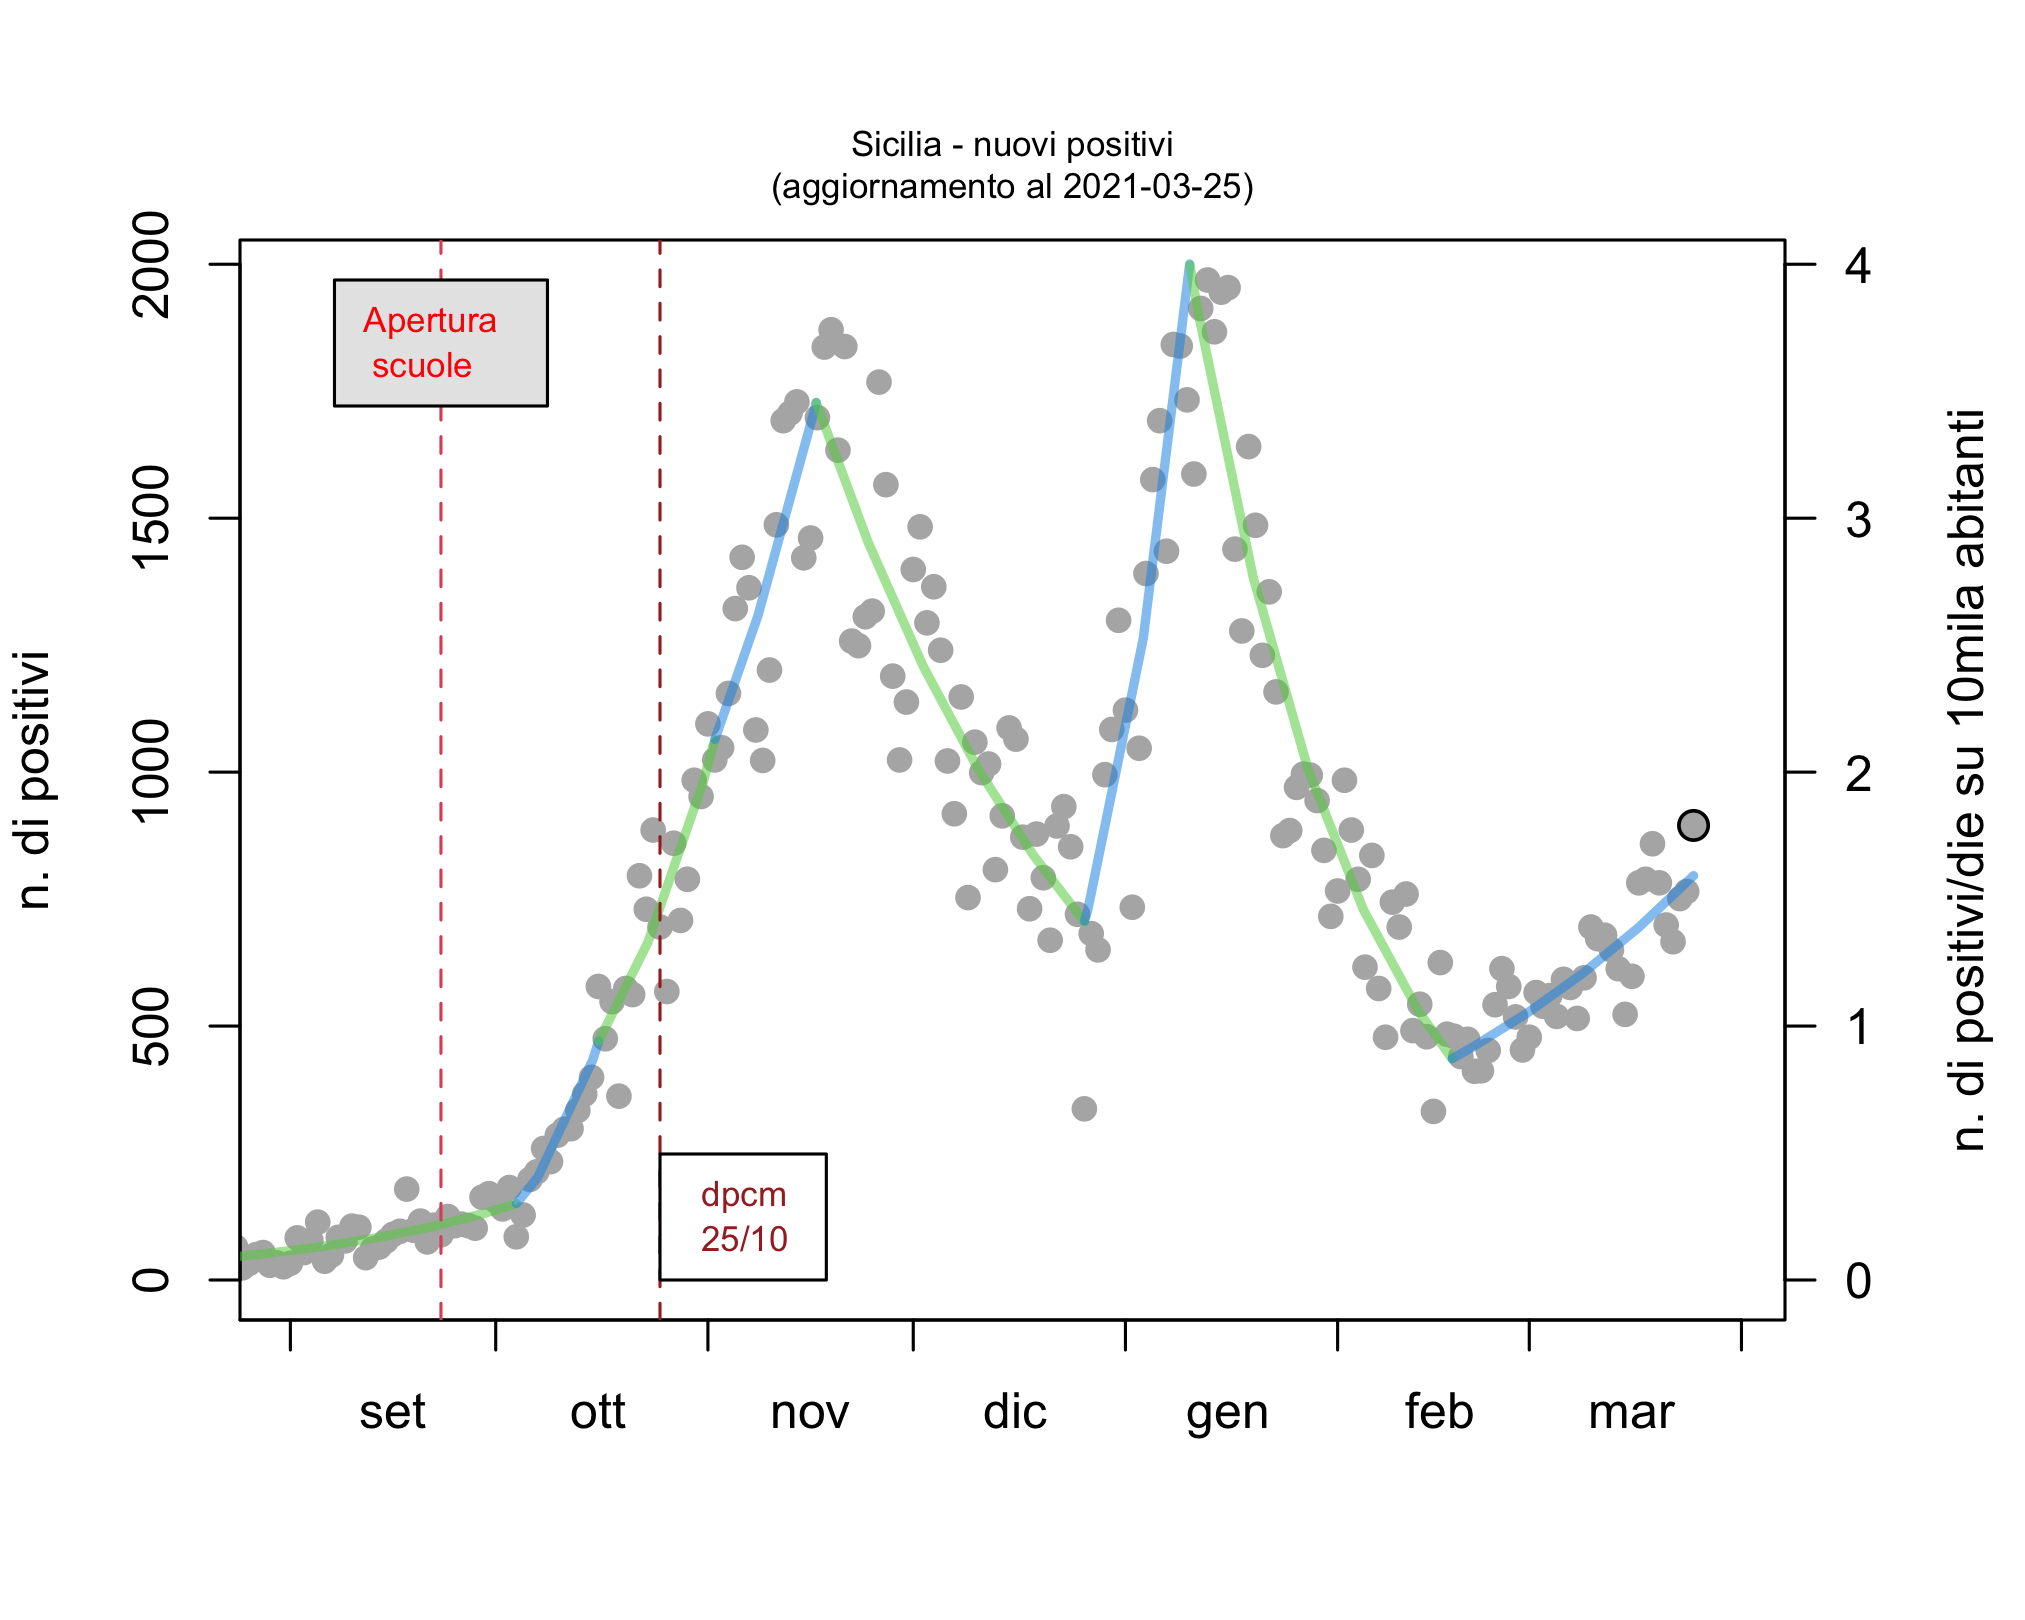 Sicilia - nuovi positivi
(aggiornamento al 2021-03-25)
n. di positivi
2000
1500
1000
500
0
Apertura
scuole
dpcm
25/10
4
3
2
1
0
n. di positivi/die su 10mila abitanti
set ott nov dic gen feb mar